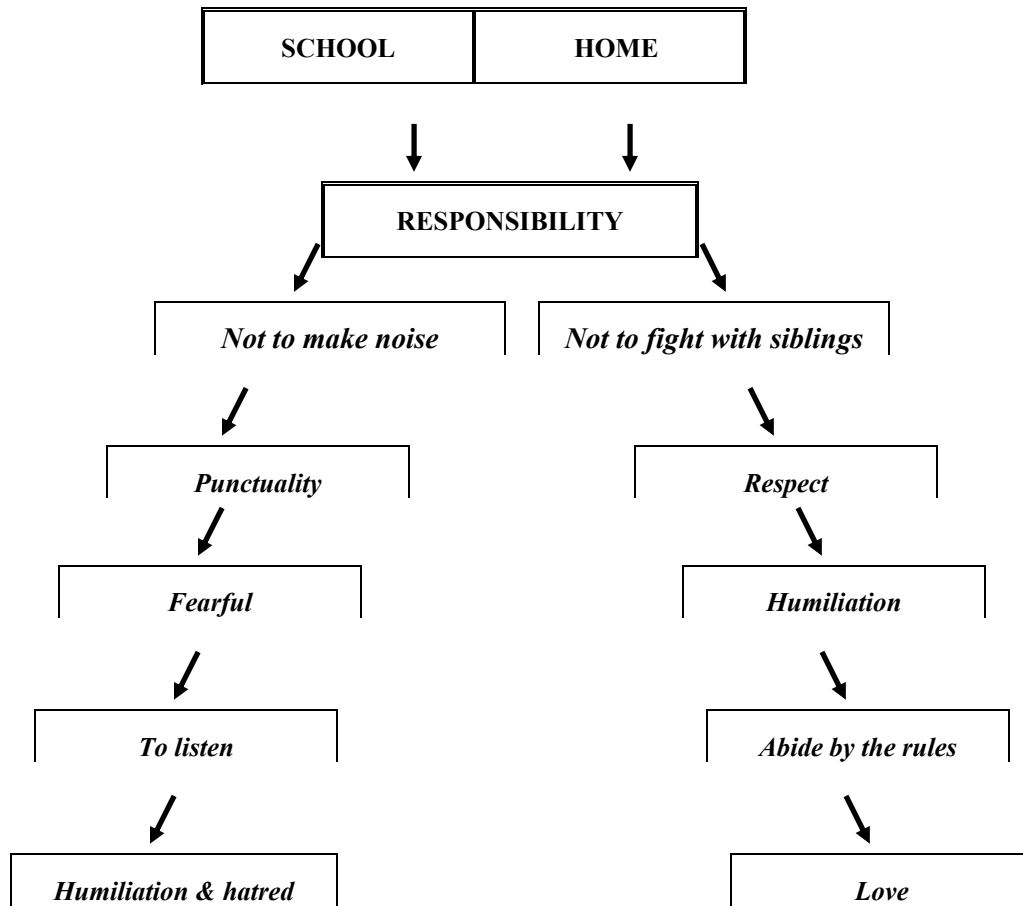 SCHOOL HOME
RESPONSIBILITY
Not to make noise Not to fight with siblings
Punctuality Respect
Fearful Humiliation
To listen Abide by the rules
Humiliation & hatred Love